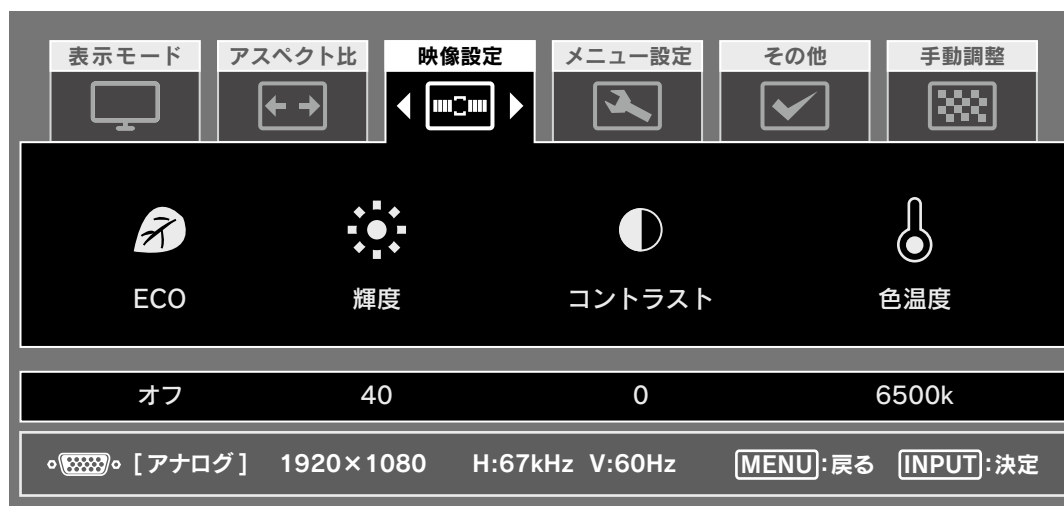 表示モード アスペクト比 映像設定 メニュー設定 その他 手動調整
ECO 輝度 コントラスト 色温度
オフ 40 0 6500k
[アナログ] 1920×1080 H:67kHz V:60Hz MENU:戻る INPUT:決定